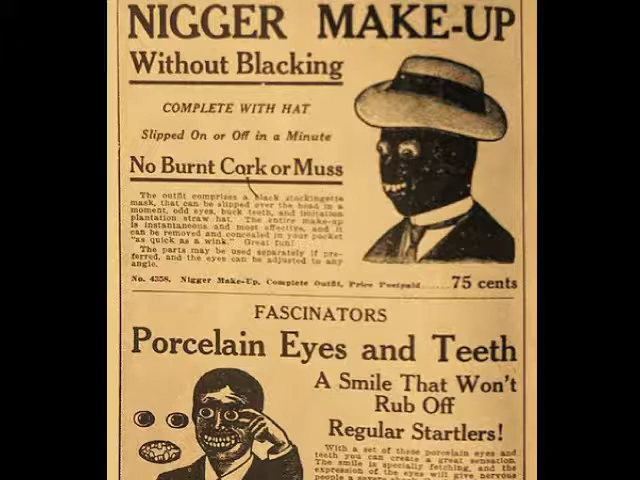 NIGGER MAKE-UP
Without Blacking
COMPLETE WITH HAT
Slipped On or Off in a Minute
No Burnt Cork or Muss
The outfit comprises a black stockingette
mask, that can be slipped over the head in a
moment, odd eyes, buck teeth, and imitation
plantation straw hat. The entire make-up
is instantaneous and most effective, and it
can be removed and concealed in your pocket
"as quick as a wink." Great fun!
The parts may be used separately if pre-
ferred, and the eyes can be adjusted to any
angle.
No. 4358. Nigger Make-Up, Complete Outfit, Price Postpaid......75 cents
FASCINATORS
Porcelain Eyes and Teeth
A Smile That Won't
Rub Off
Regular Startlers!
With a set of these porcelain eyes and
teeth you can create a great sensation.
The smile is specially fetching, and the
expression of the eyes will give nervous
people a severe